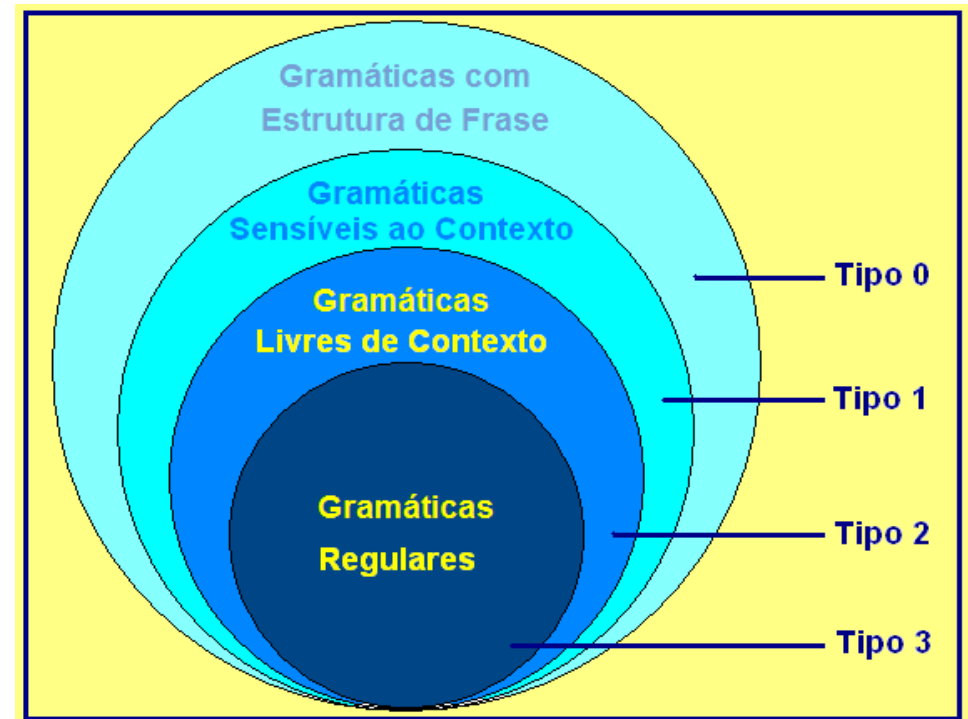 Gramáticas com
Estrutura de Frase
Gramáticas
Sensíveis ao Contexto
Gramáticas
Livres de Contexto
Gramáticas
Regulares
Tipo 0
Tipo 1
Tipo 2
Tipo 3